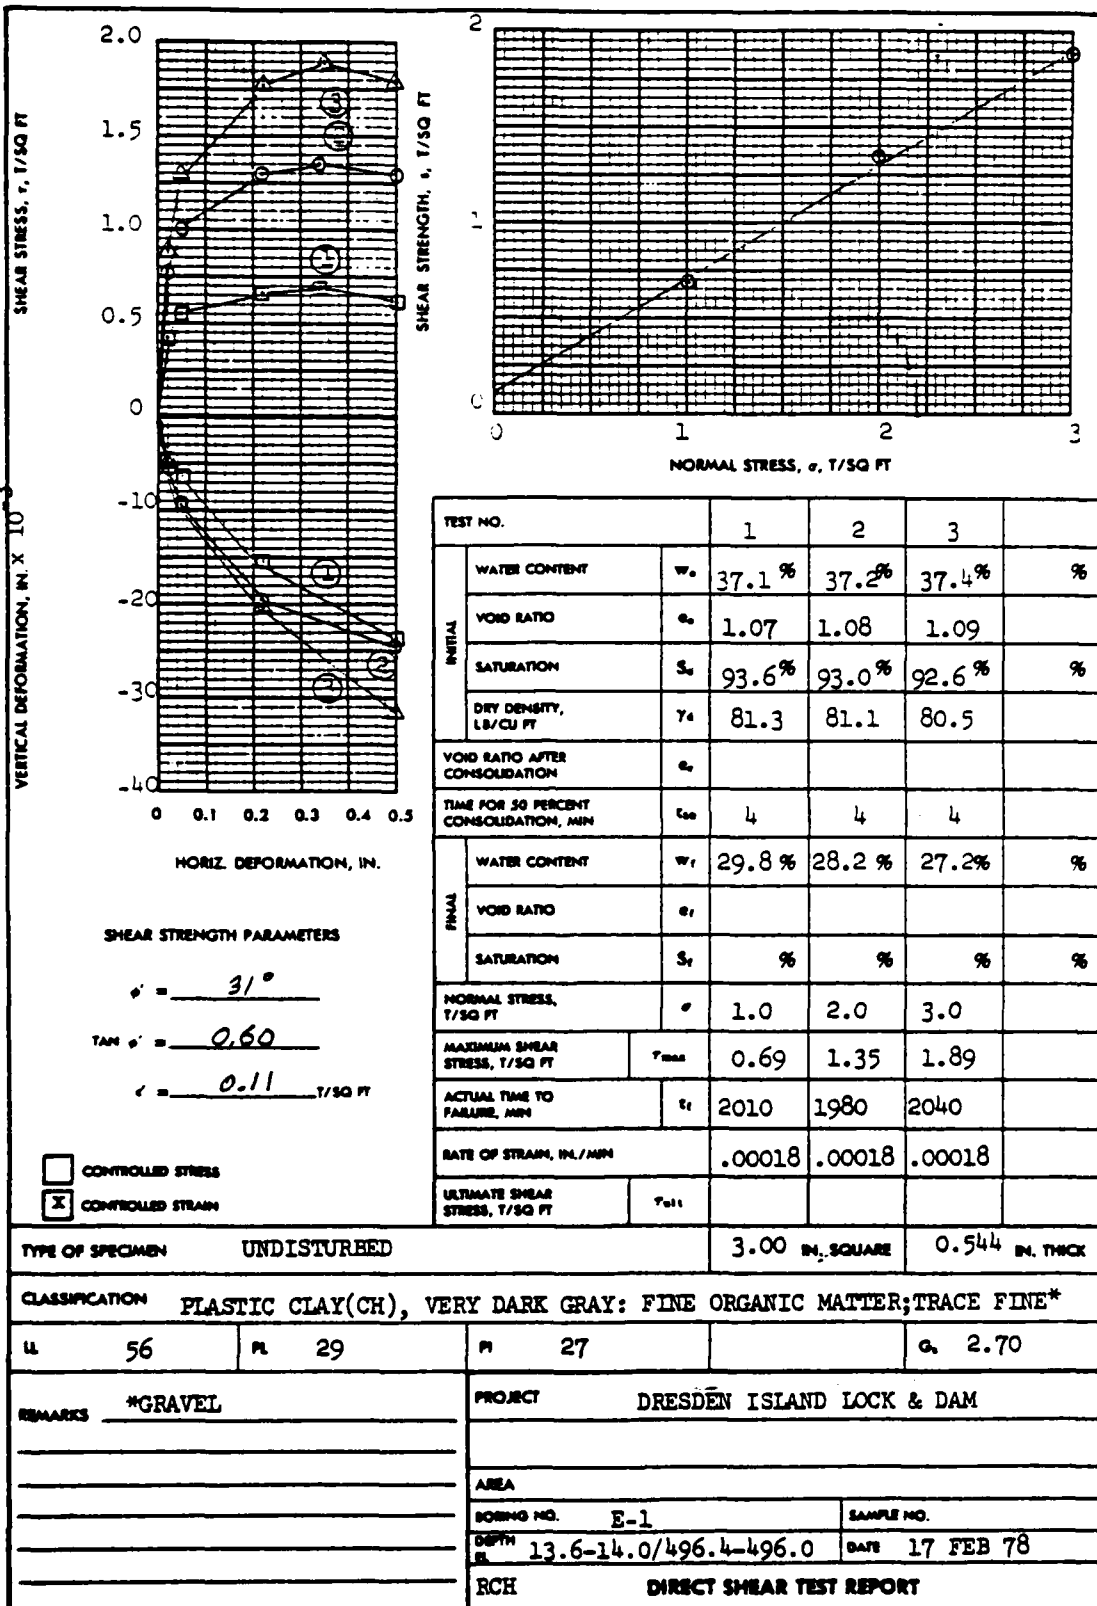 2.0
1.5
1.0
0.5
0
-10
-20
-30
-40
SHEAR STRESS, τ, T/SQ FT
VERTICAL DEFORMATION, IN. X 10⁻³
3
2
1
1
2
3
0 0.1 0.2 0.3 0.4 0.5
HORIZ. DEFORMATION, IN.
2
1
0
SHEAR STRENGTH, s, T/SQ FT
0 1 2 3
NORMAL STRESS, σ, T/SQ FT
SHEAR STRENGTH PARAMETERS
φ' = 31°
TAN φ' = 0.60
c' = 0.11 T/SQ FT
CONTROLLED STRESS
X CONTROLLED STRAIN
TEST NO. 1 2 3
INITIAL
WATER CONTENT wₒ 37.1 % 37.2% 37.4% %
VOID RATIO eₒ 1.07 1.08 1.09
SATURATION Sₒ 93.6% 93.0% 92.6% %
DRY DENSITY, LB/CU FT γd 81.3 81.1 80.5
VOID RATIO AFTER CONSOLIDATION ec
TIME FOR 50 PERCENT CONSOLIDATION, MIN t₅₀ 4 4 4
FINAL
WATER CONTENT wf 29.8 % 28.2 % 27.2% %
VOID RATIO ef
SATURATION Sf % % % %
NORMAL STRESS, T/SQ FT σ 1.0 2.0 3.0
MAXIMUM SHEAR STRESS, T/SQ FT τmax 0.69 1.35 1.89
ACTUAL TIME TO FAILURE, MIN tf 2010 1980 2040
RATE OF STRAIN, IN./MIN .00018 .00018 .00018
ULTIMATE SHEAR STRESS, T/SQ FT τult
TYPE OF SPECIMEN UNDISTURBED 3.00 IN. SQUARE 0.544 IN. THICK
CLASSIFICATION PLASTIC CLAY(CH), VERY DARK GRAY: FINE ORGANIC MATTER;TRACE FINE*
LL 56 PL 29 PI 27 Gs 2.70
REMARKS *GRAVEL
PROJECT DRESDEN ISLAND LOCK & DAM
AREA
BORING NO. E-1 SAMPLE NO.
DEPTH EL 13.6-14.0/496.4-496.0 DATE 17 FEB 78
RCH DIRECT SHEAR TEST REPORT